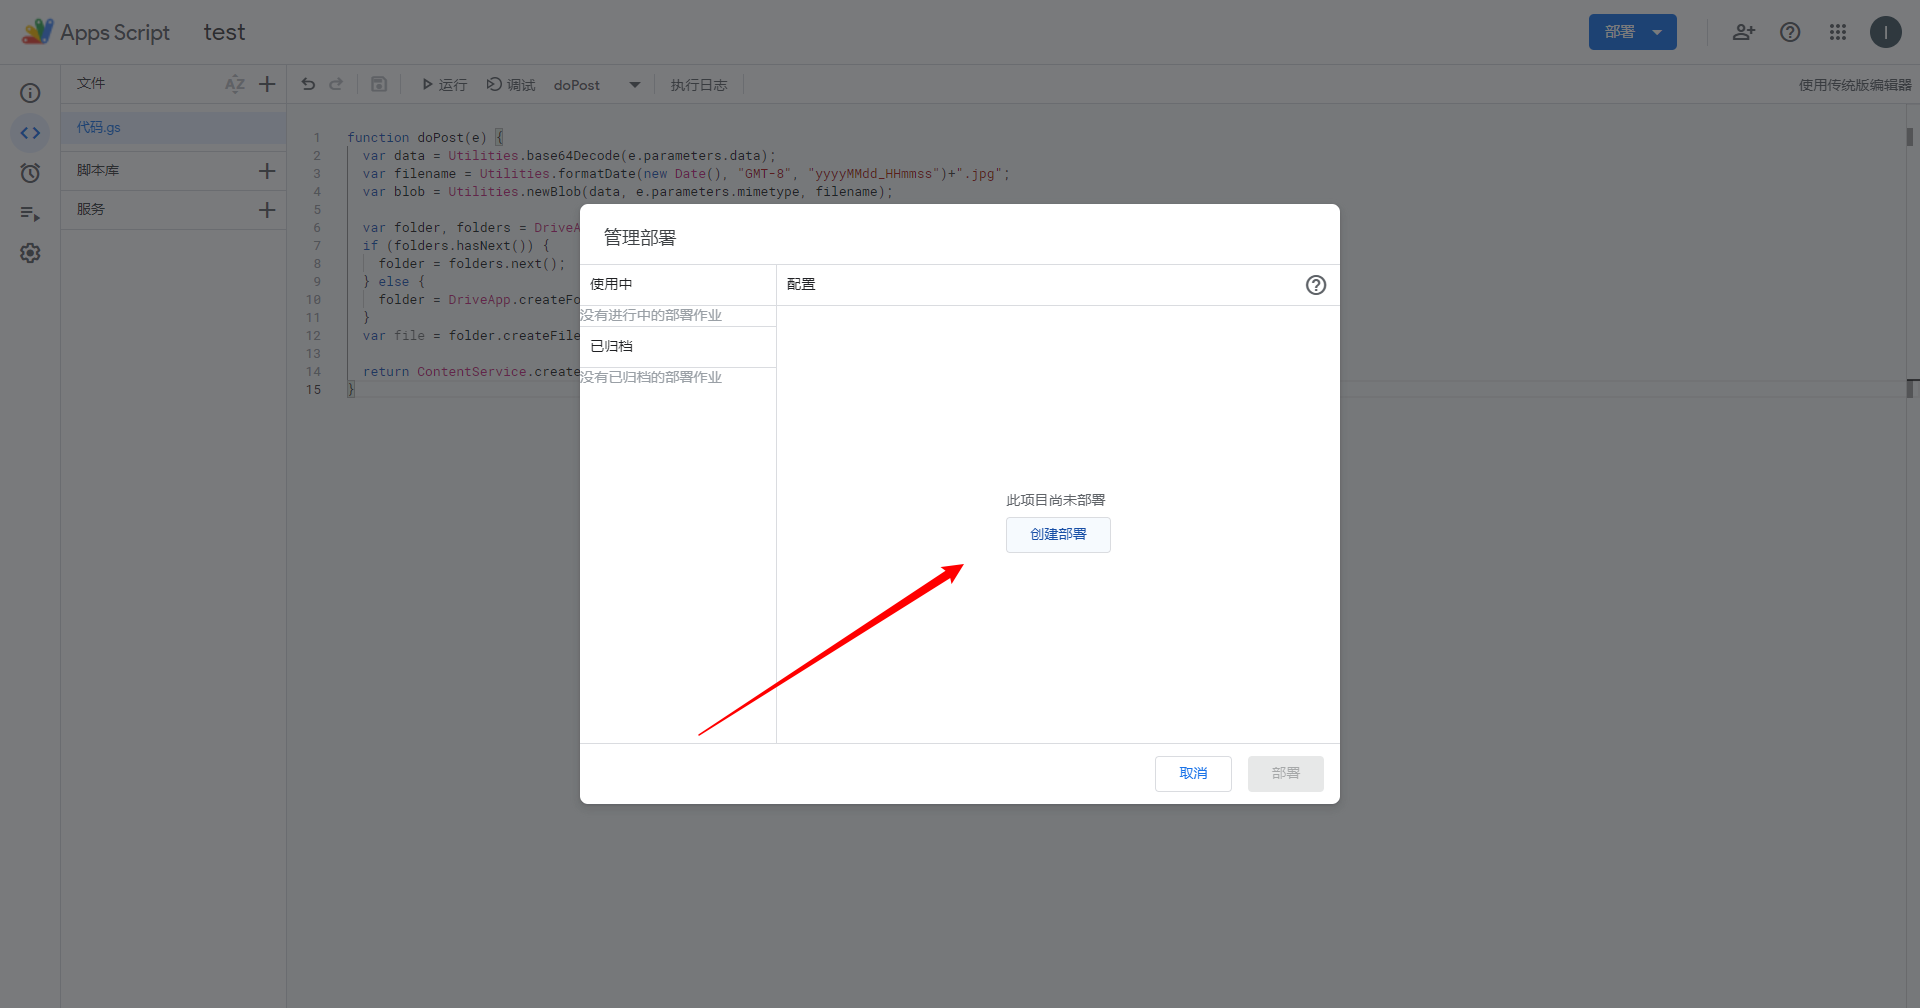 Apps Script test 部署 I
文件 AZ 运行 调试 doPost 执行日志 使用传统版编辑器
代码.gs
脚本库
服务
1 function doPost(e) {
2 var data = Utilities.base64Decode(e.parameters.data);
3 var filename = Utilities.formatDate(new Date(), "GMT-8", "yyyyMMdd_HHmmss")+".jpg";
4 var blob = Utilities.newBlob(data, e.parameters.mimetype, filename);
5
6 var folder, folders = DriveA
7 if (folders.hasNext()) {
8 folder = folders.next();
9 } else {
10 folder = DriveApp.createFo
11 }
12 var file = folder.createFile
13
14 return ContentService.create
15 }
管理部署
使用中
配置
没有进行中的部署作业
已归档
没有已归档的部署作业
此项目尚未部署
创建部署
取消 部署